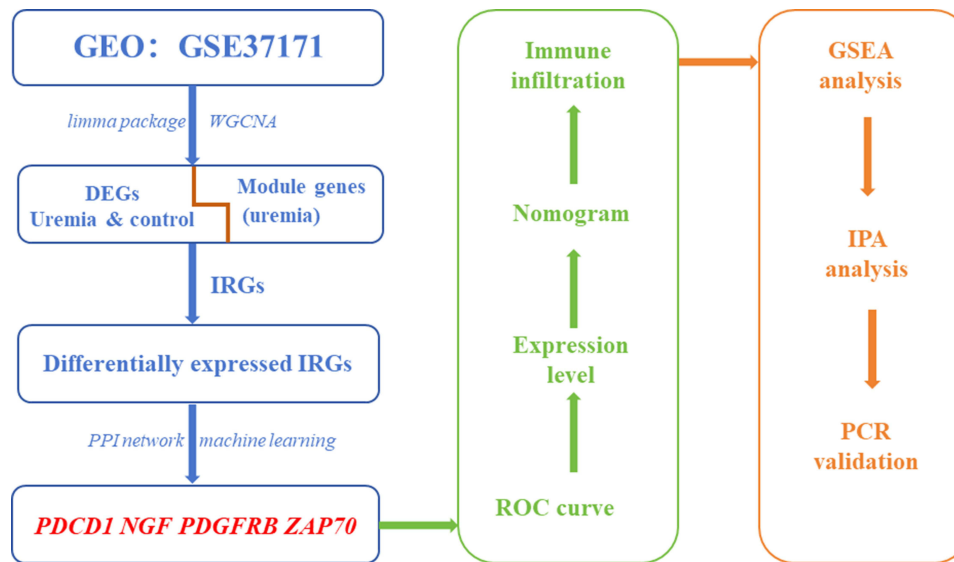 GEO：GSE37171
limma package WGCNA
DEGs
Uremia & control
Module genes
(uremia)
IRGs
Differentially expressed IRGs
PPI network machine learning
PDCD1 NGF PDGFRB ZAP70
Immune
infiltration
Nomogram
Expression
level
ROC curve
GSEA
analysis
IPA
analysis
PCR
validation